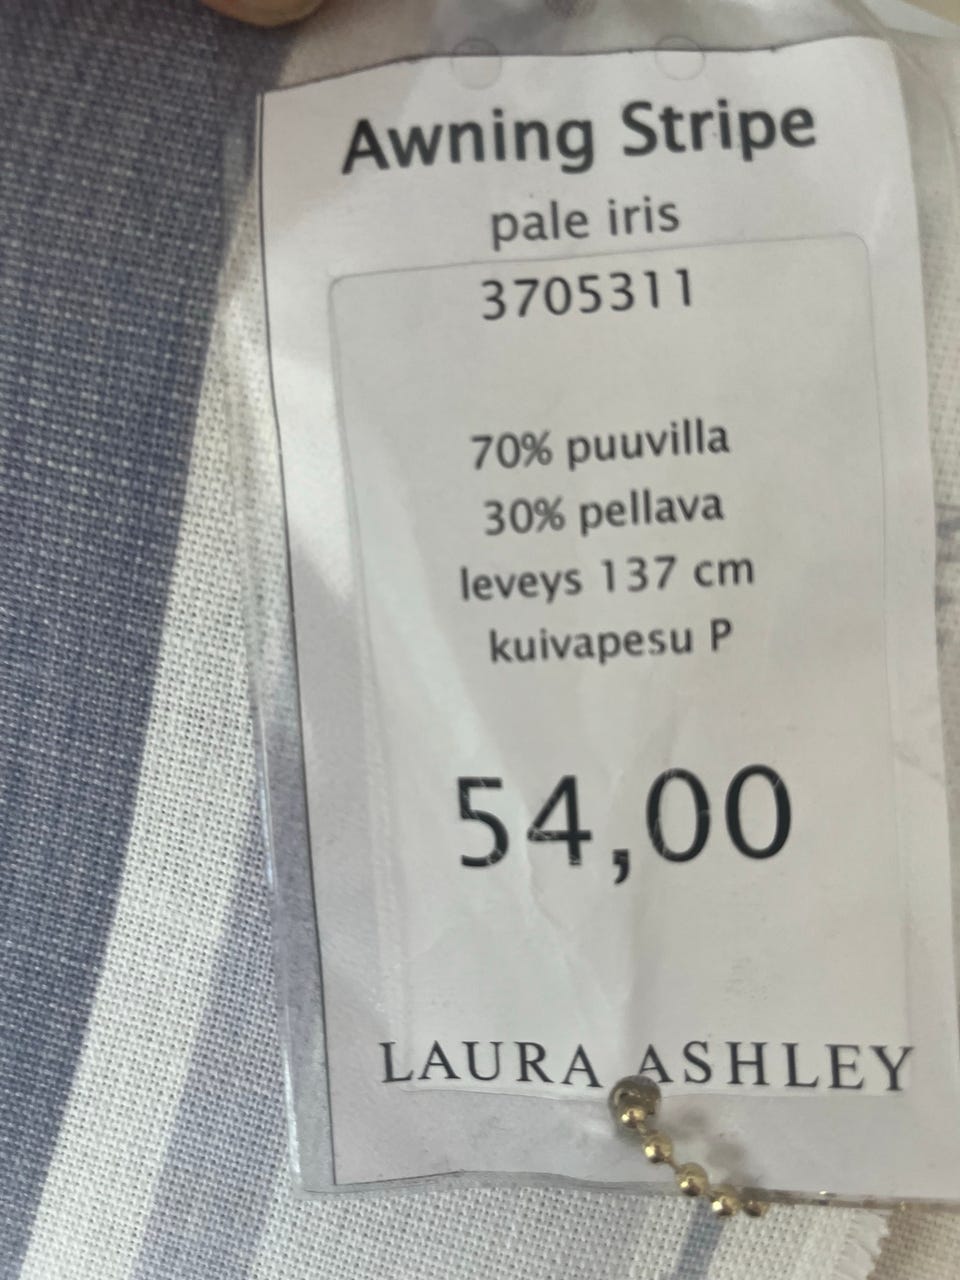 Awning Stripe
pale iris
3705311
70% puuvilla
30% pellava
leveys 137 cm
kuivapesu P
54,00
LAURA ASHLEY